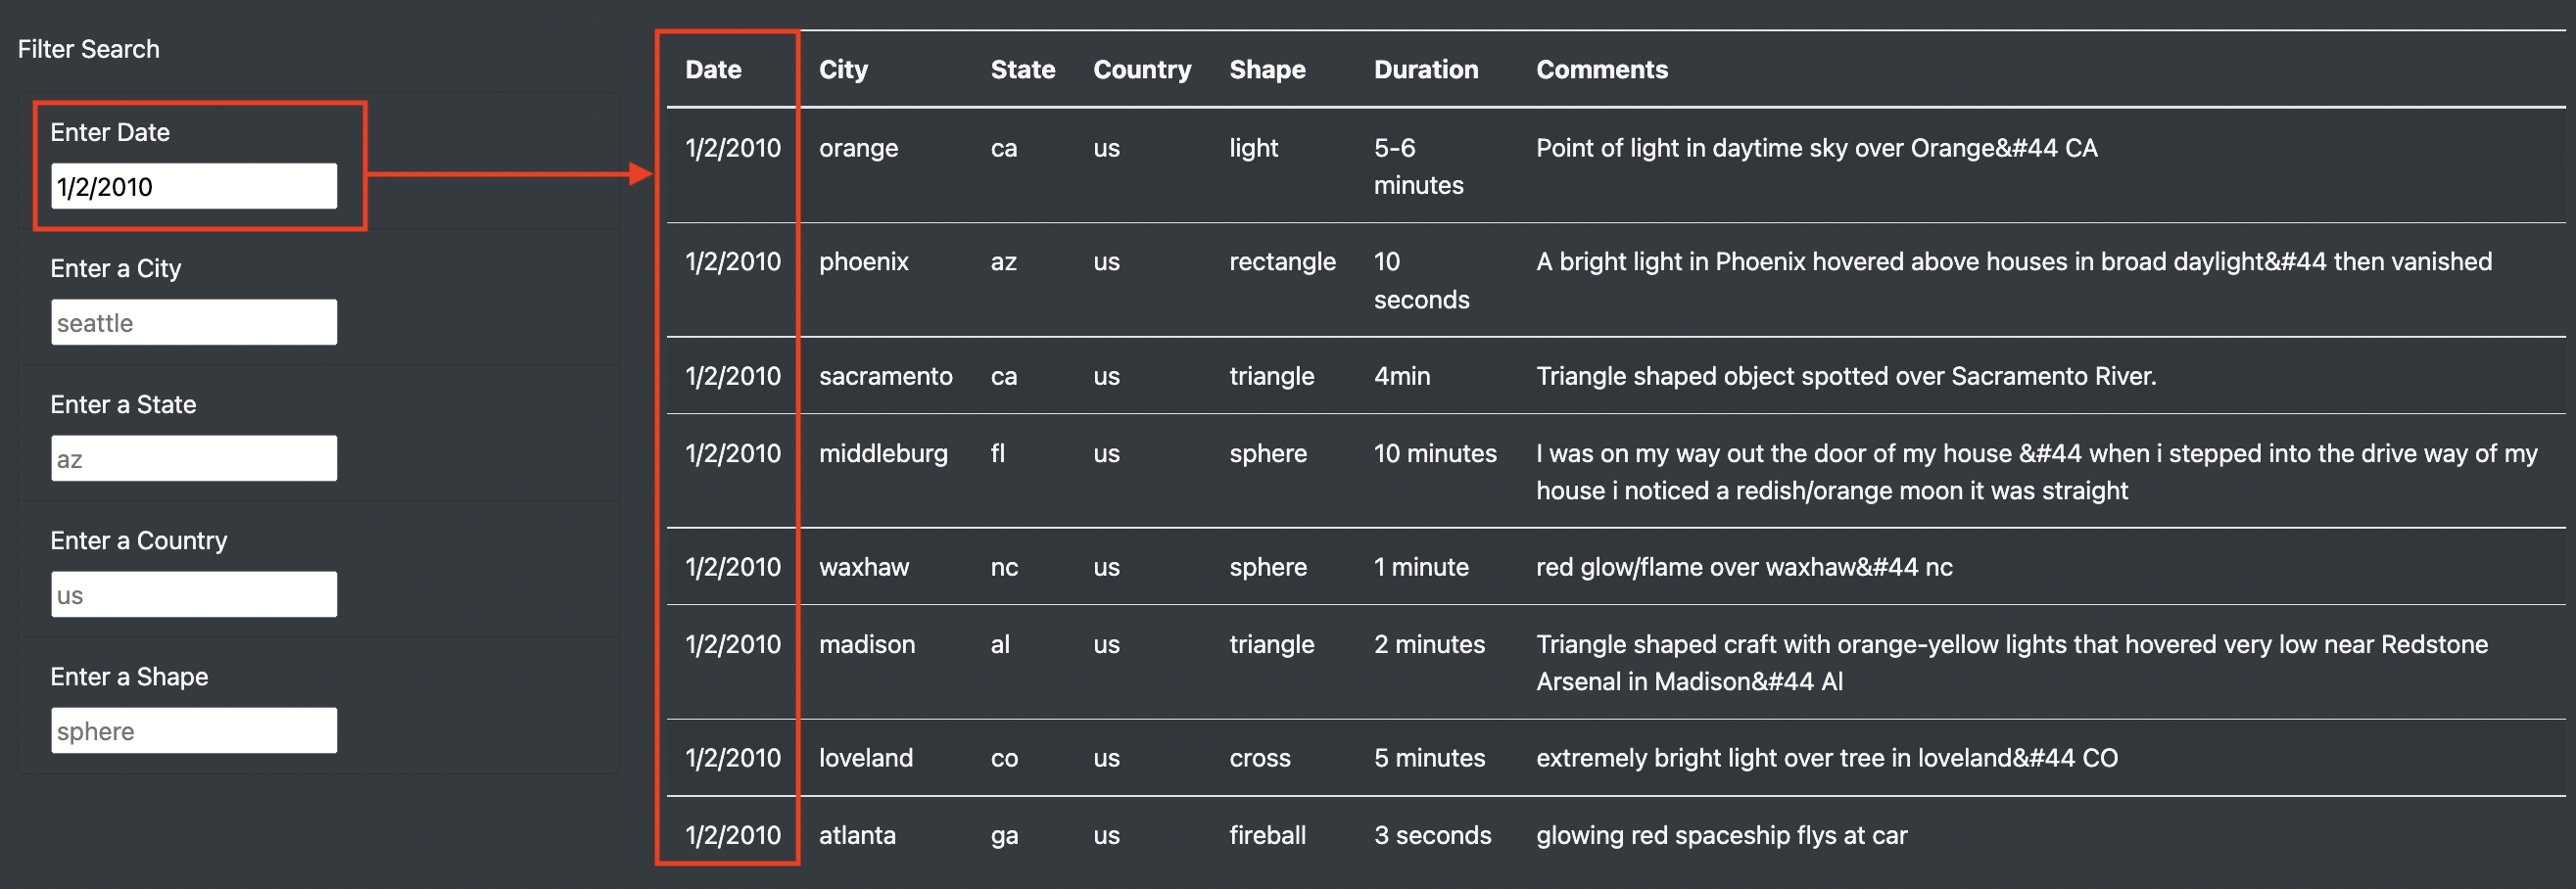 Filter Search
Enter Date
1/2/2010
Enter a City
seattle
Enter a State
az
Enter a Country
us
Enter a Shape
sphere
Date City State Country Shape Duration Comments
1/2/2010 orange ca us light 5-6 minutes Point of light in daytime sky over Orange&#44 CA
1/2/2010 phoenix az us rectangle 10 seconds A bright light in Phoenix hovered above houses in broad daylight&#44 then vanished
1/2/2010 sacramento ca us triangle 4min Triangle shaped object spotted over Sacramento River.
1/2/2010 middleburg fl us sphere 10 minutes I was on my way out the door of my house &#44 when i stepped into the drive way of my
house i noticed a redish/orange moon it was straight
1/2/2010 waxhaw nc us sphere 1 minute red glow/flame over waxhaw&#44 nc
1/2/2010 madison al us triangle 2 minutes Triangle shaped craft with orange-yellow lights that hovered very low near Redstone
Arsenal in Madison&#44 Al
1/2/2010 loveland co us cross 5 minutes extremely bright light over tree in loveland&#44 CO
1/2/2010 atlanta ga us fireball 3 seconds glowing red spaceship flys at car